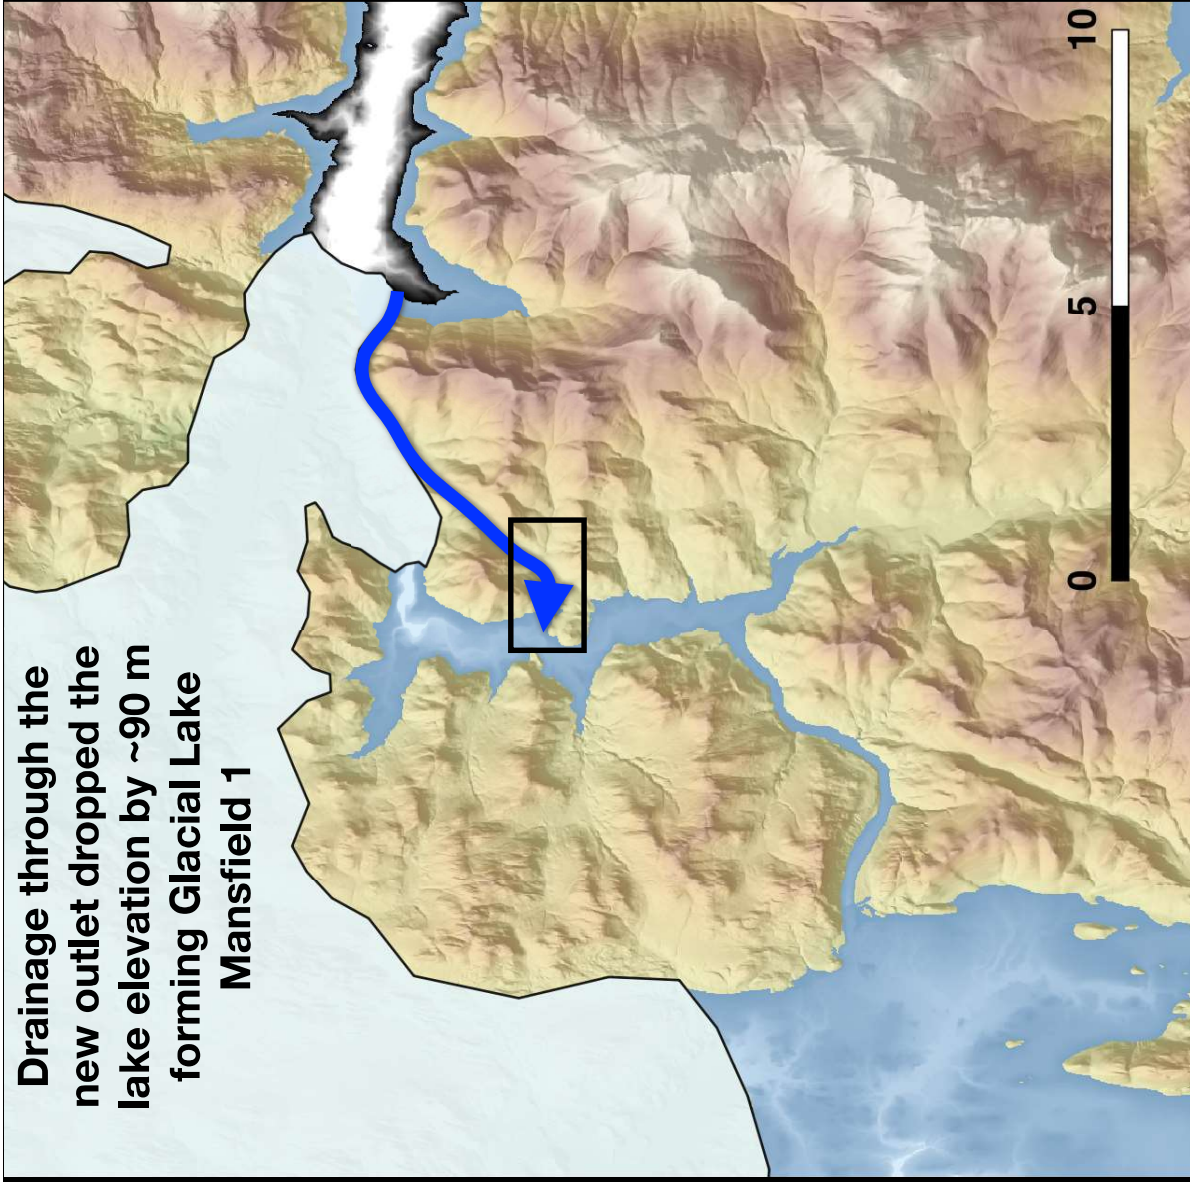 Drainage through the
new outlet dropped the
lake elevation by ~90 m
forming Glacial Lake
Mansfield 1
0
5
10